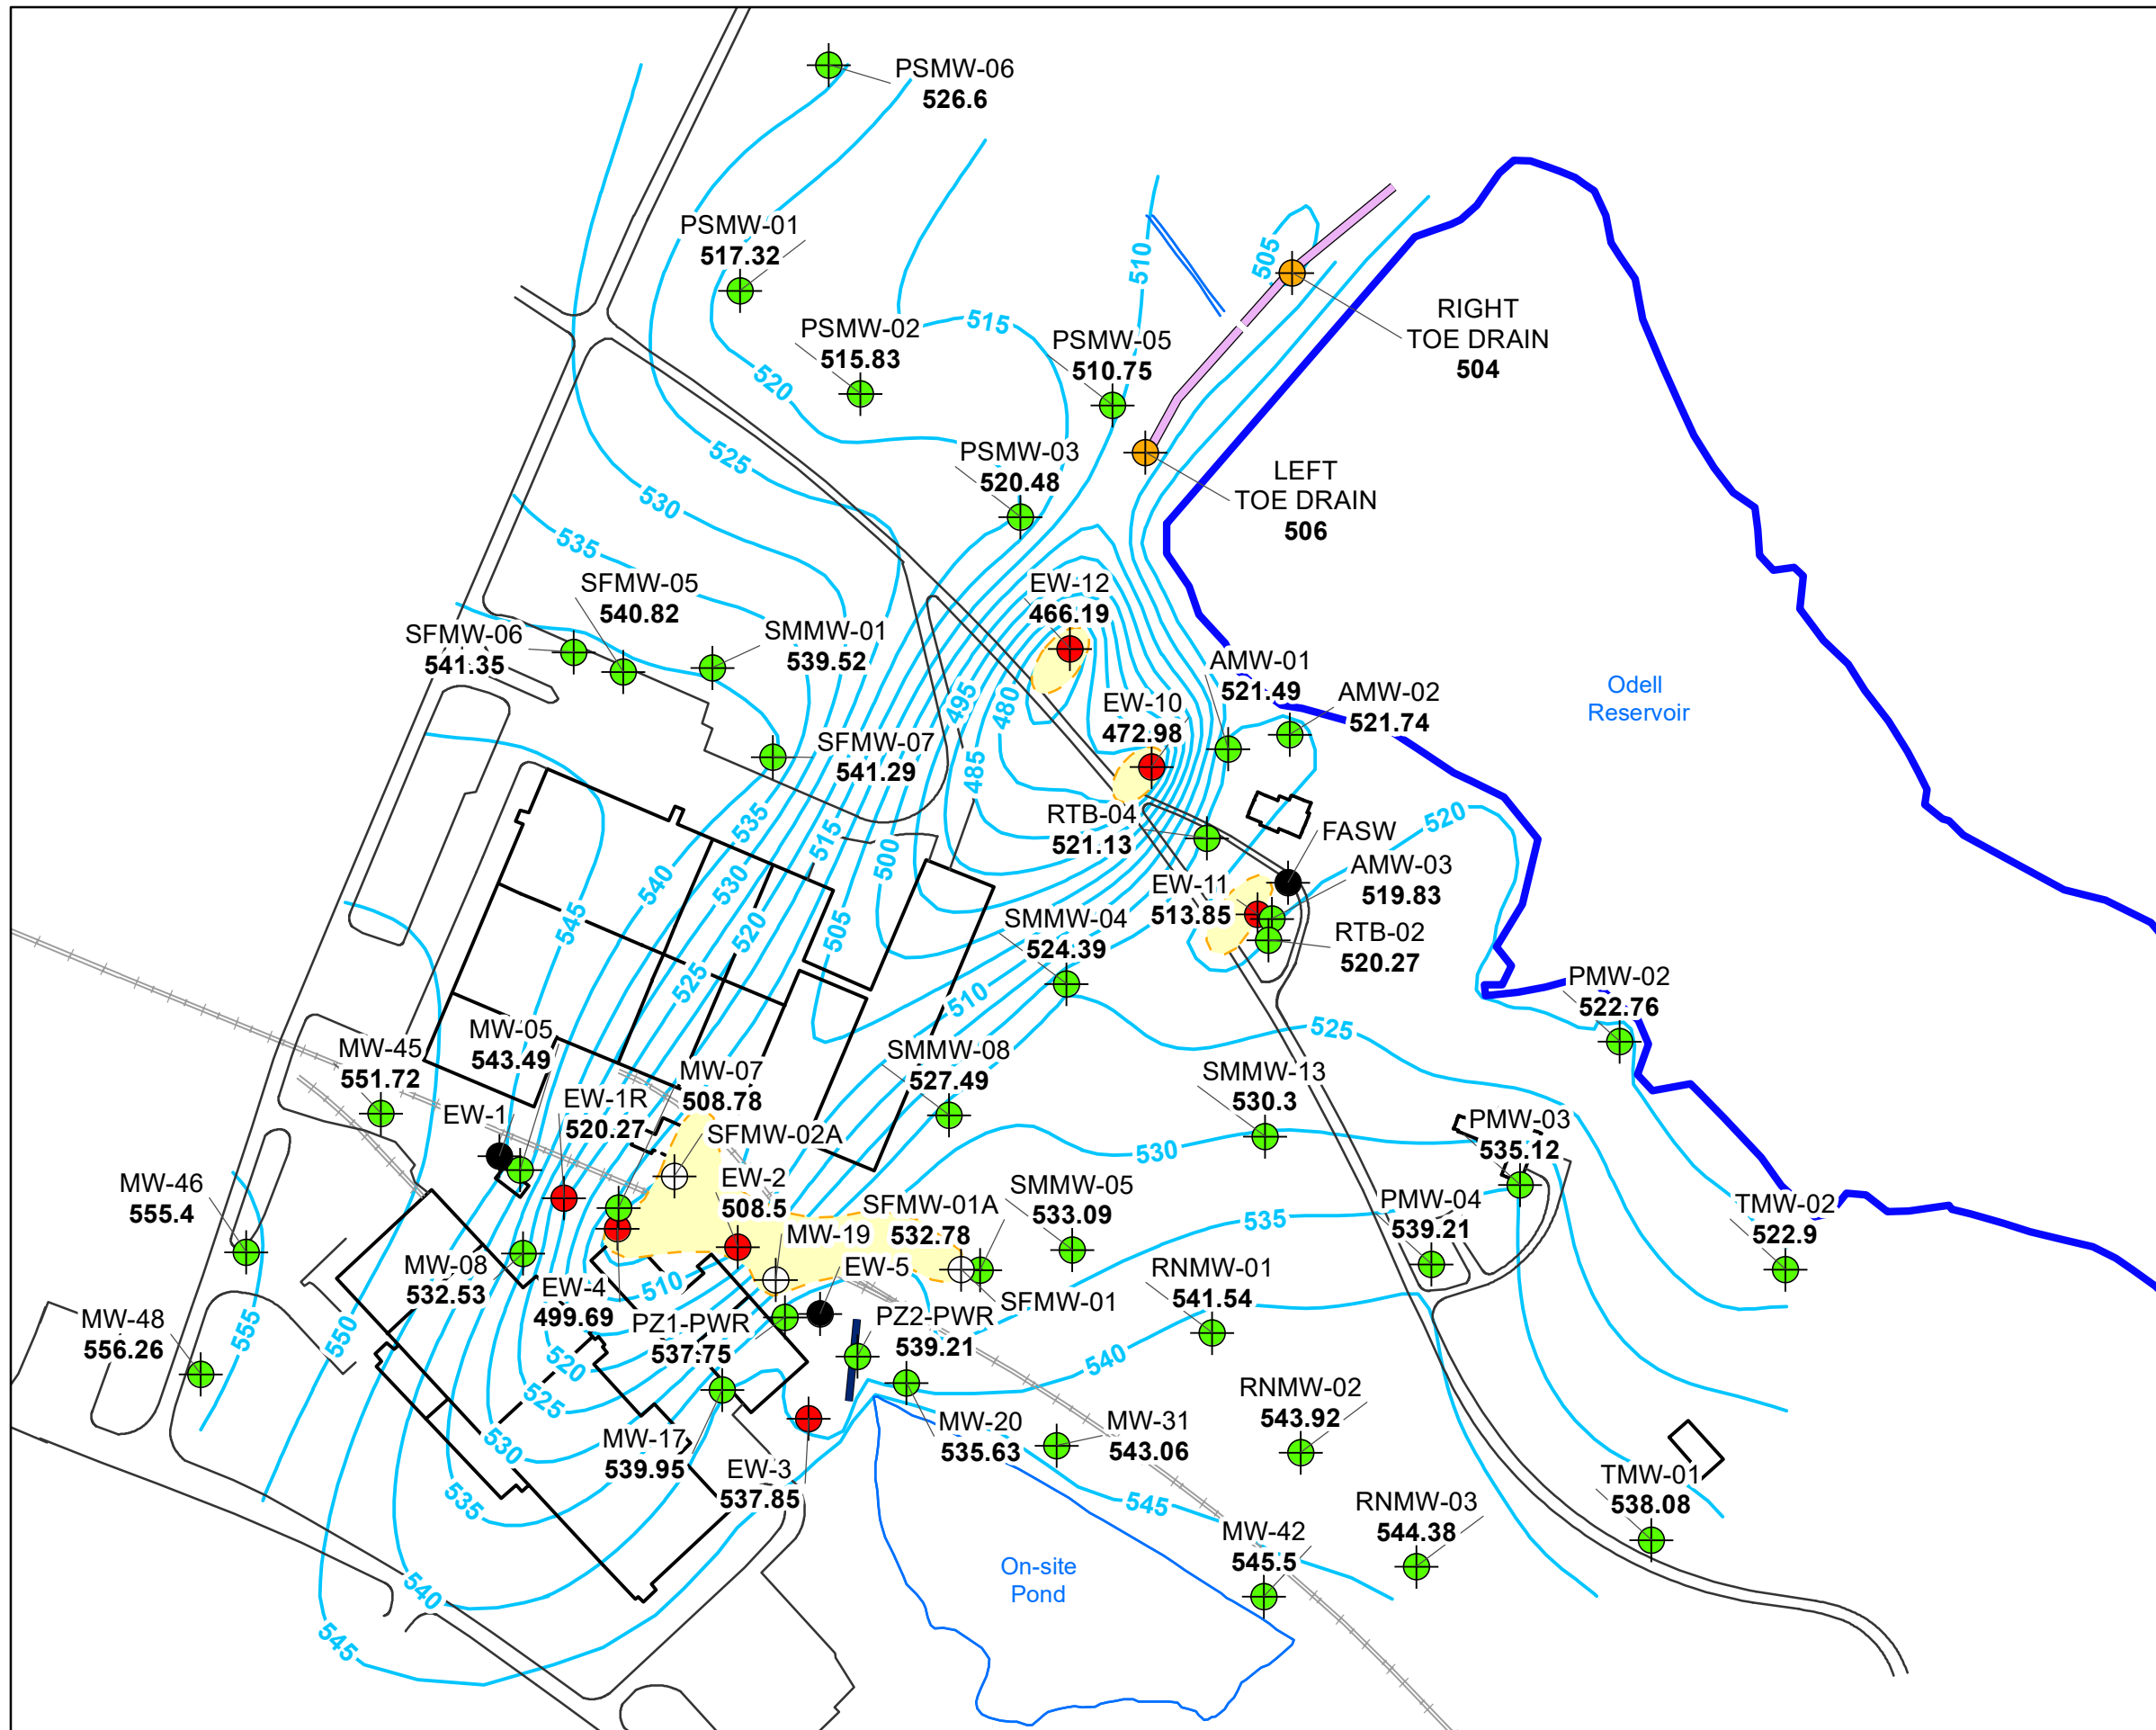 PSMW-06
526.6
PSMW-01
517.32
510
505
RIGHT
TOE DRAIN
504
PSMW-02
515.83
515
PSMW-05
510.75
520
525
PSMW-03
520.48
LEFT
TOE DRAIN
506
530
535
SFMW-05
540.82
EW-12
466.19
SFMW-06
541.35
SMMW-01
539.52
AMW-01
521.49
AMW-02
521.74
Odell
Reservoir
495
480
EW-10
472.98
SFMW-07
541.29
485
535
515
RTB-04
521.13
520
FASW
500
540
530
AMW-03
519.83
EW-11
513.85
545
520
505
SMMW-04
524.39
RTB-02
520.27
525
510
PMW-02
522.76
525
MW-05
543.49
MW-45
551.72
MW-07
508.78
SMMW-08
527.49
SMMW-13
530.3
EW-1
EW-1R
520.27
SFMW-02A
PMW-03
535.12
530
MW-46
555.4
EW-2
508.5
SFMW-01A
532.78
SMMW-05
533.09
PMW-04
539.21
535
TMW-02
522.9
MW-19
MW-08
532.53
EW-4
499.69
510
EW-5
RNMW-01
541.54
SFMW-01
MW-48
556.26
555
550
PZ1-PWR
537.75
PZ2-PWR
539.21
520
540
525
RNMW-02
543.92
MW-20
535.63
MW-31
543.06
530
MW-17
539.95
EW-3
537.85
535
545
TMW-01
538.08
RNMW-03
544.38
MW-42
545.5
On-site
Pond
540
545